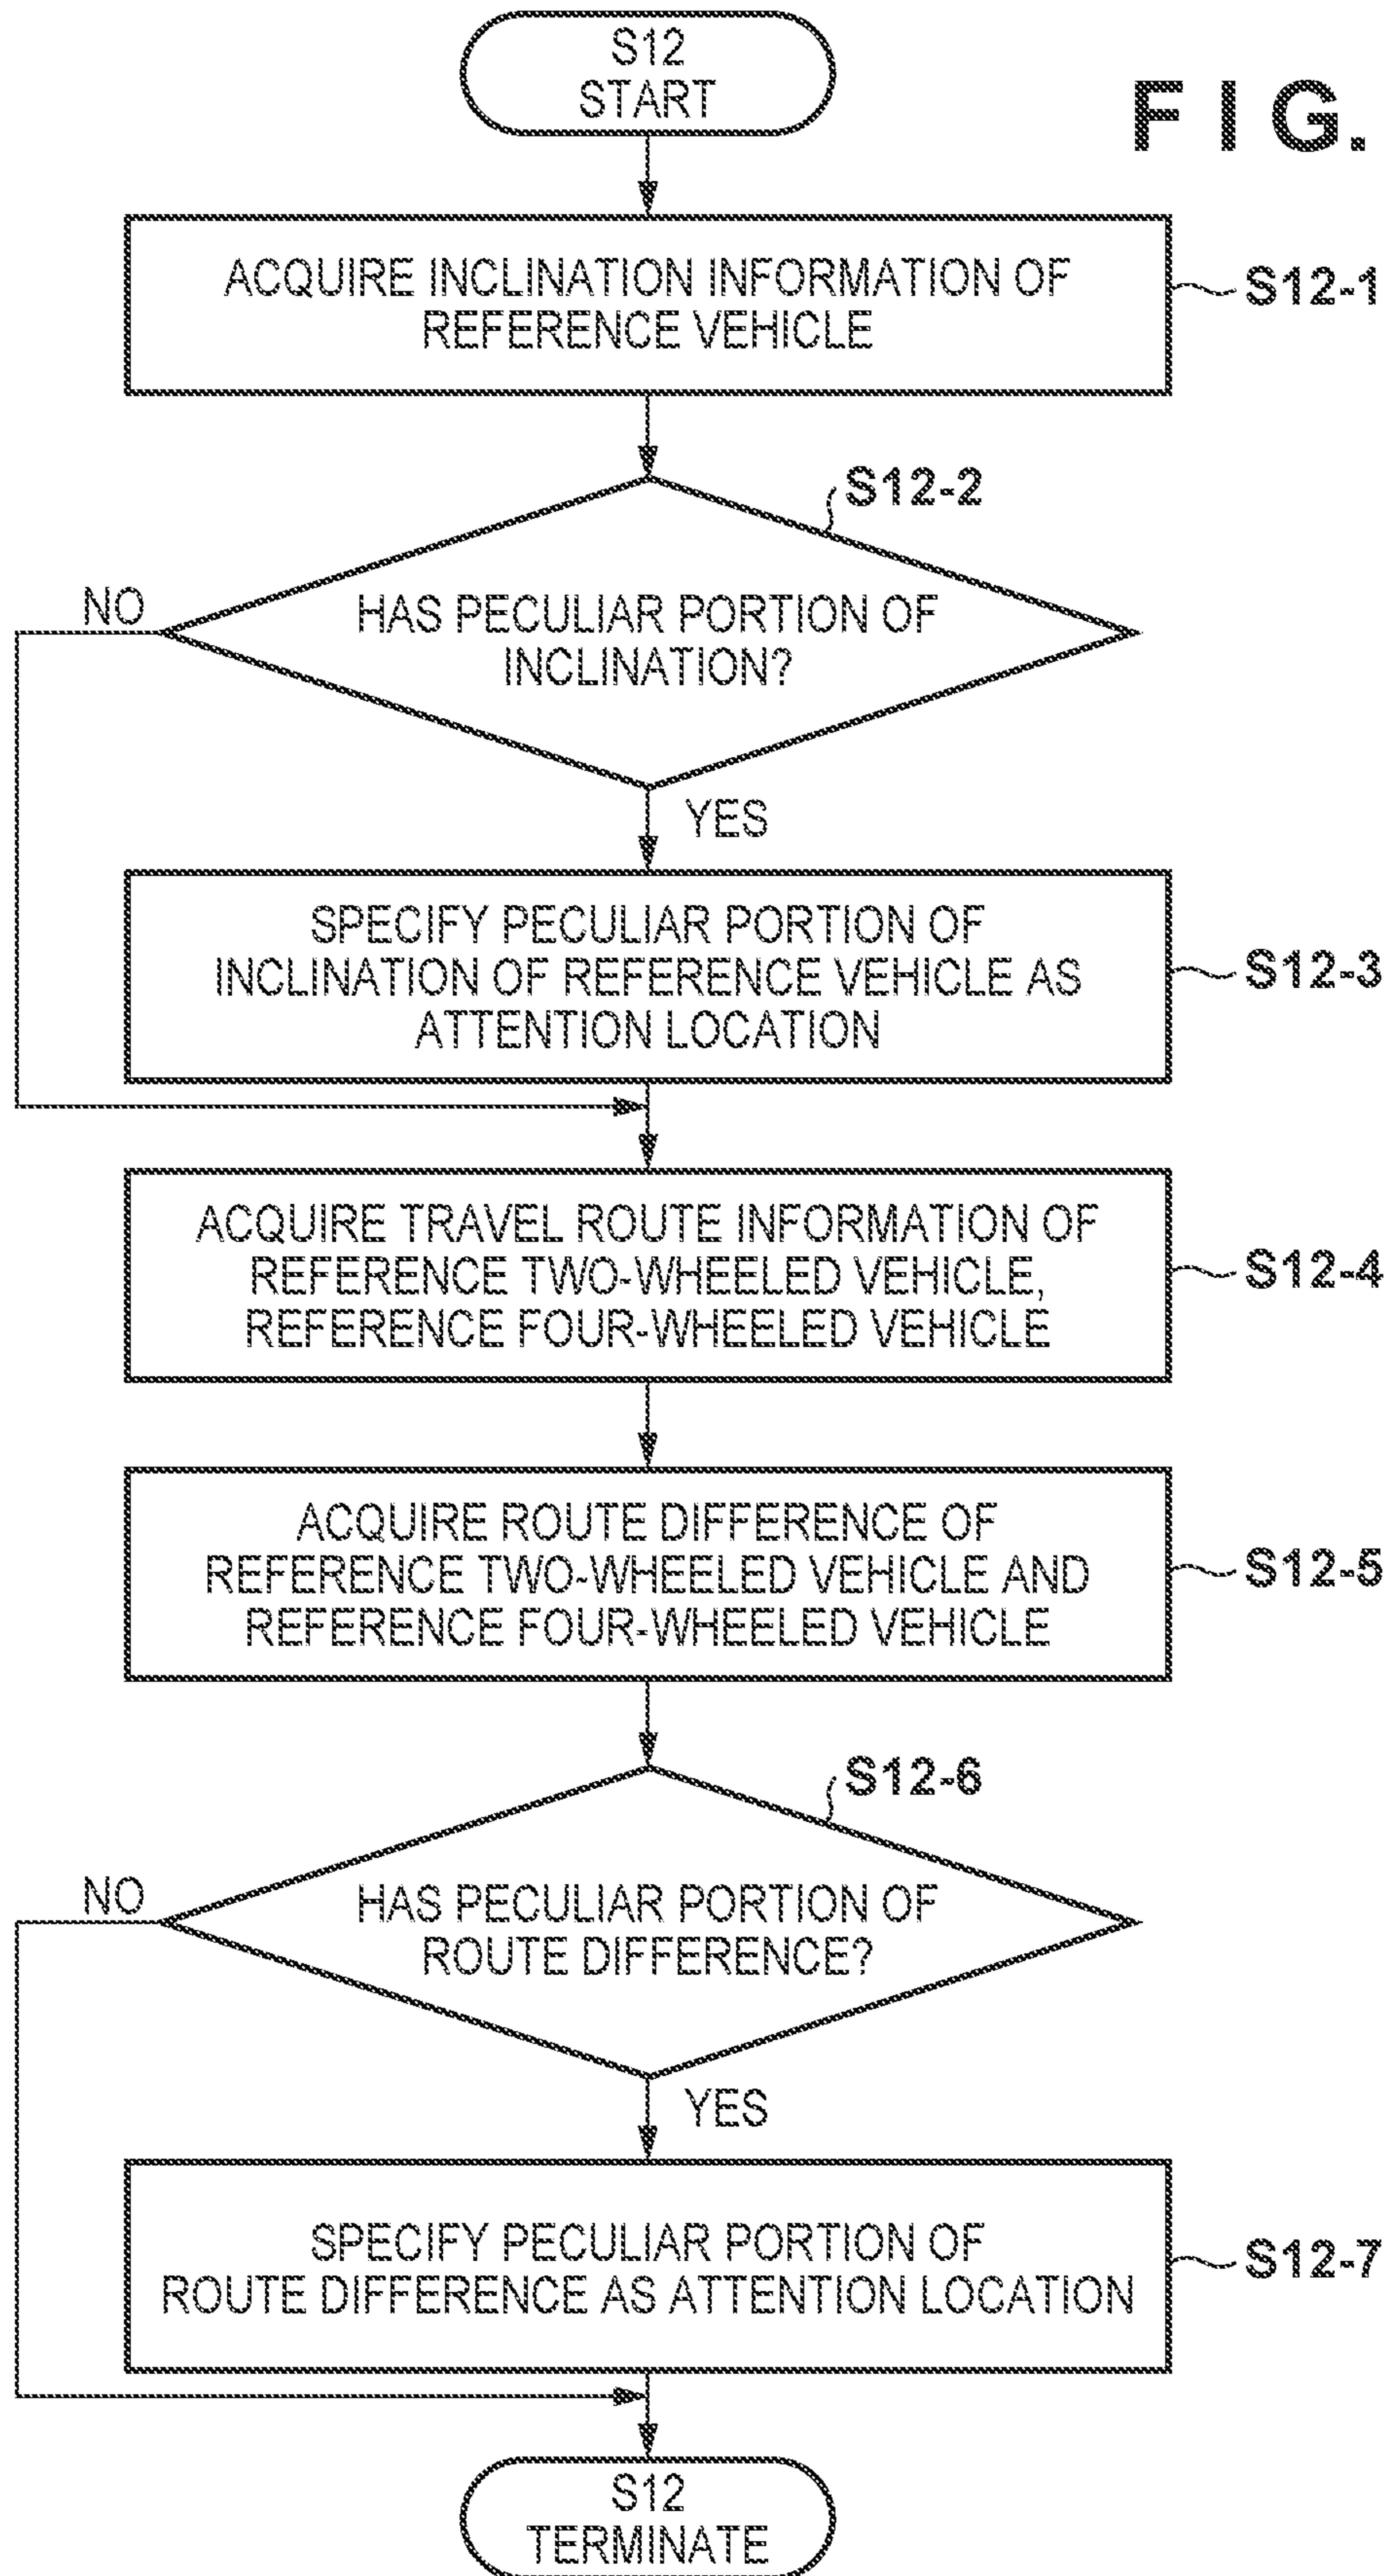 S12
START
FIG.
ACQUIRE INCLINATION INFORMATION OF
REFERENCE VEHICLE
S12-1
S12-2
NO
HAS PECULIAR PORTION OF
INCLINATION?
YES
SPECIFY PECULIAR PORTION OF
INCLINATION OF REFERENCE VEHICLE AS
ATTENTION LOCATION
S12-3
ACQUIRE TRAVEL ROUTE INFORMATION OF
REFERENCE TWO-WHEELED VEHICLE,
REFERENCE FOUR-WHEELED VEHICLE
S12-4
ACQUIRE ROUTE DIFFERENCE OF
REFERENCE TWO-WHEELED VEHICLE AND
REFERENCE FOUR-WHEELED VEHICLE
S12-5
S12-6
NO
HAS PECULIAR PORTION OF
ROUTE DIFFERENCE?
YES
SPECIFY PECULIAR PORTION OF
ROUTE DIFFERENCE AS ATTENTION LOCATION
S12-7
S12
TERMINATE